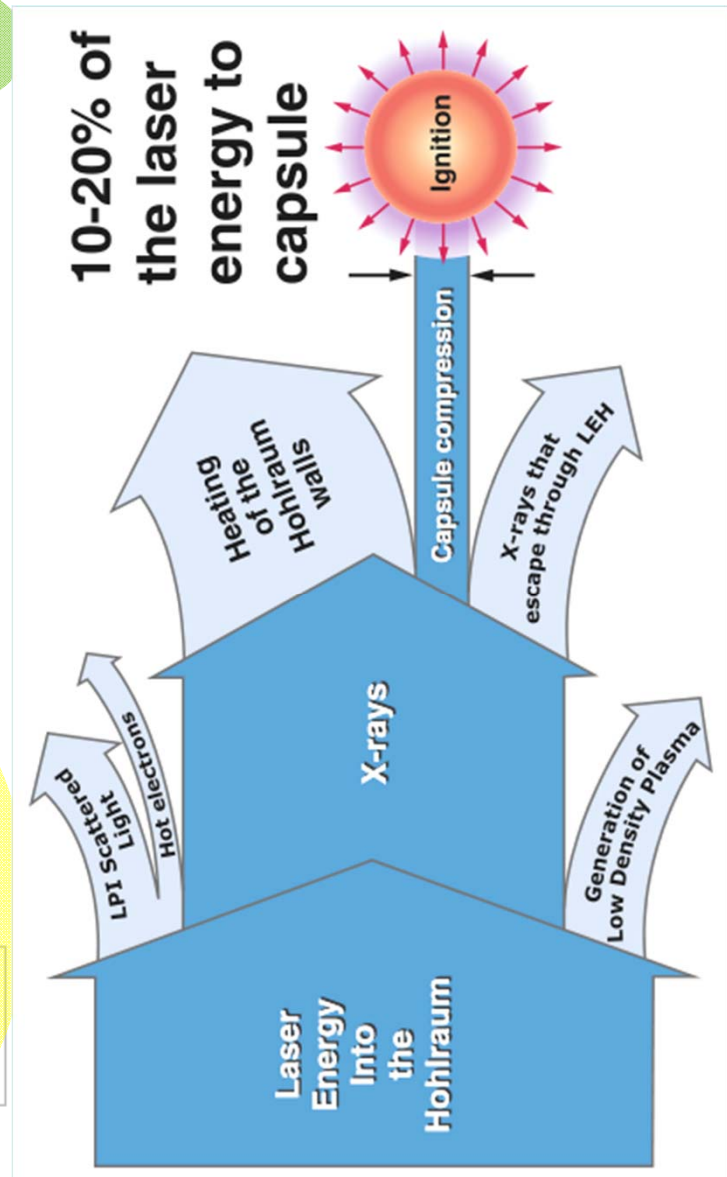 10-20% of
the laser
energy to
capsule
Laser
Energy
Into
the
Hohlraum
LPI Scattered
Light
Hot electrons
X-rays
Generation of
Low Density Plasma
Heating
of the
Hohlraum
walls
Capsule compression
X-rays that
escape through LEH
Ignition